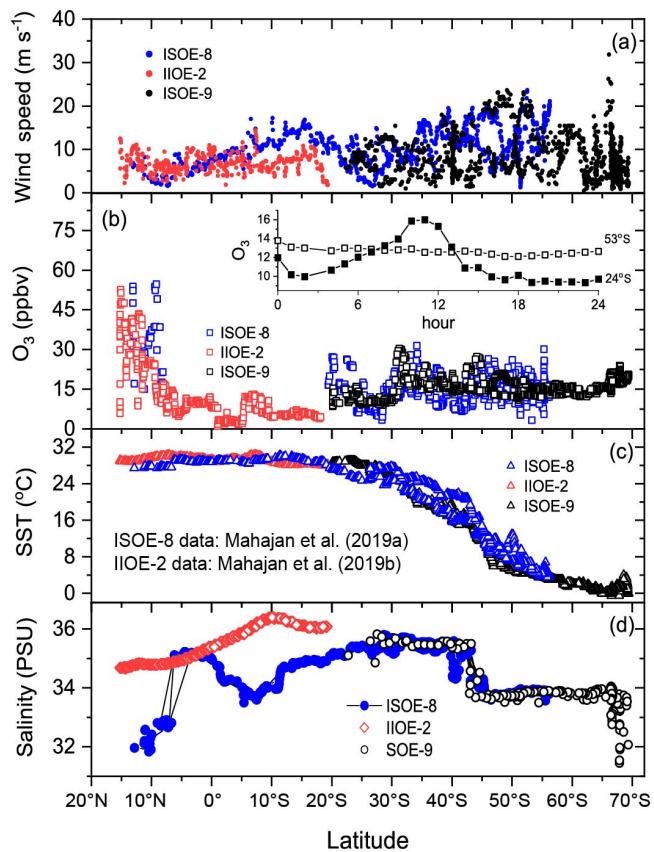 40
30
20
10
0
Wind speed (m s⁻¹)
(a)
ISOE-8
IIOE-2
ISOE-9
75
60
45
30
15
0
O₃ (ppbv)
(b)
16
14
12
10
O₃
53°S
24°S
0 4 8 12 16 20 24
hour
ISOE-8
IIOE-2
ISOE-9
32
24
16
8
0
SST (°C)
(c)
ISOE-8
IIOE-2
ISOE-9
ISOE-8 data: Mahajan et al. (2019a)
IIOE-2 data: Mahajan et al. (2019b)
36
34
32
Salinity (PSU)
(d)
ISOE-8
IIOE-2
SOE-9
20°N 10°N 0° 10°S 20°S 30°S 40°S 50°S 60°S 70°S
Latitude